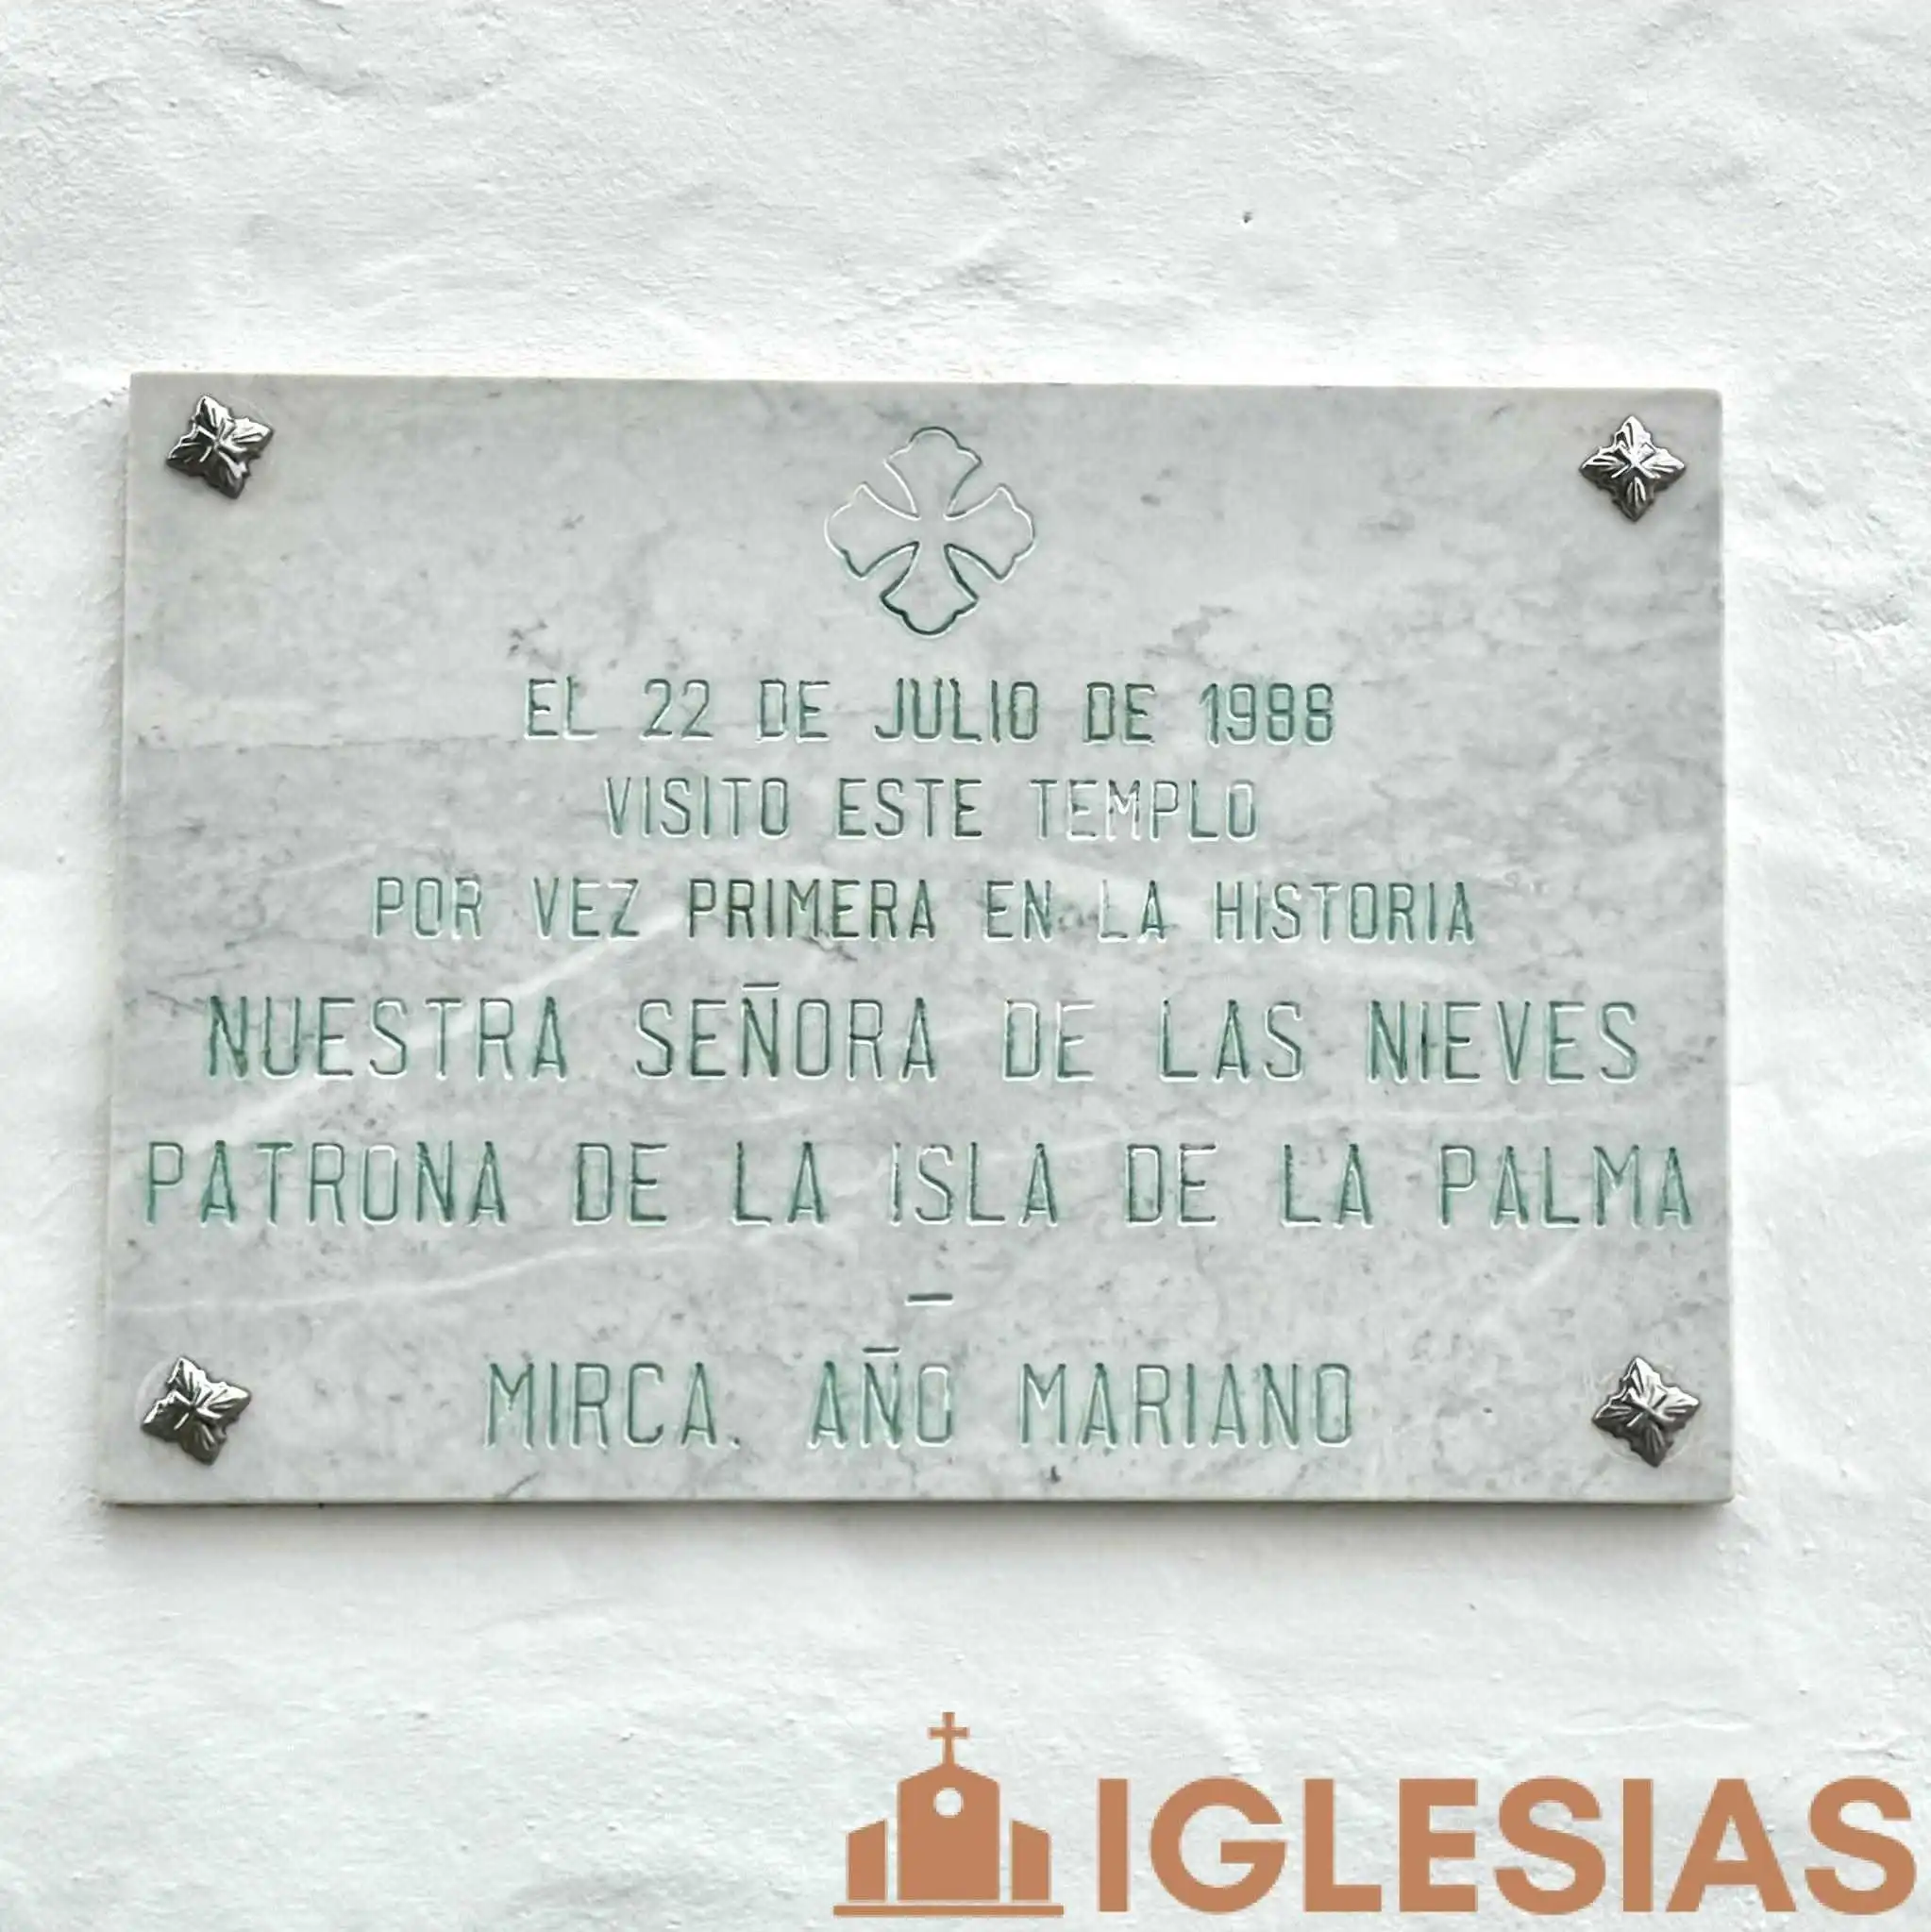 EL 22 DE JULIO DE 1988
VISITO ESTE TEMPLO
POR VEZ PRIMERA EN LA HISTORIA
NUESTRA SEÑORA DE LAS NIEVES
PATRONA DE LA ISLA DE LA PALMA
–
MIRCA. AÑO MARIANO
IGLESIAS